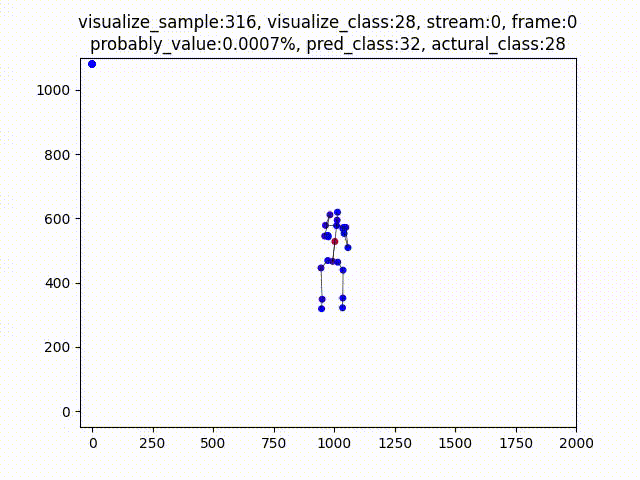 visualize_sample:316, visualize_class:28, stream:0, frame:0
probably_value:0.0007%, pred_class:32, actural_class:28
1000
800
600
400
200
0
0 250 500 750 1000 1250 1500 1750 2000